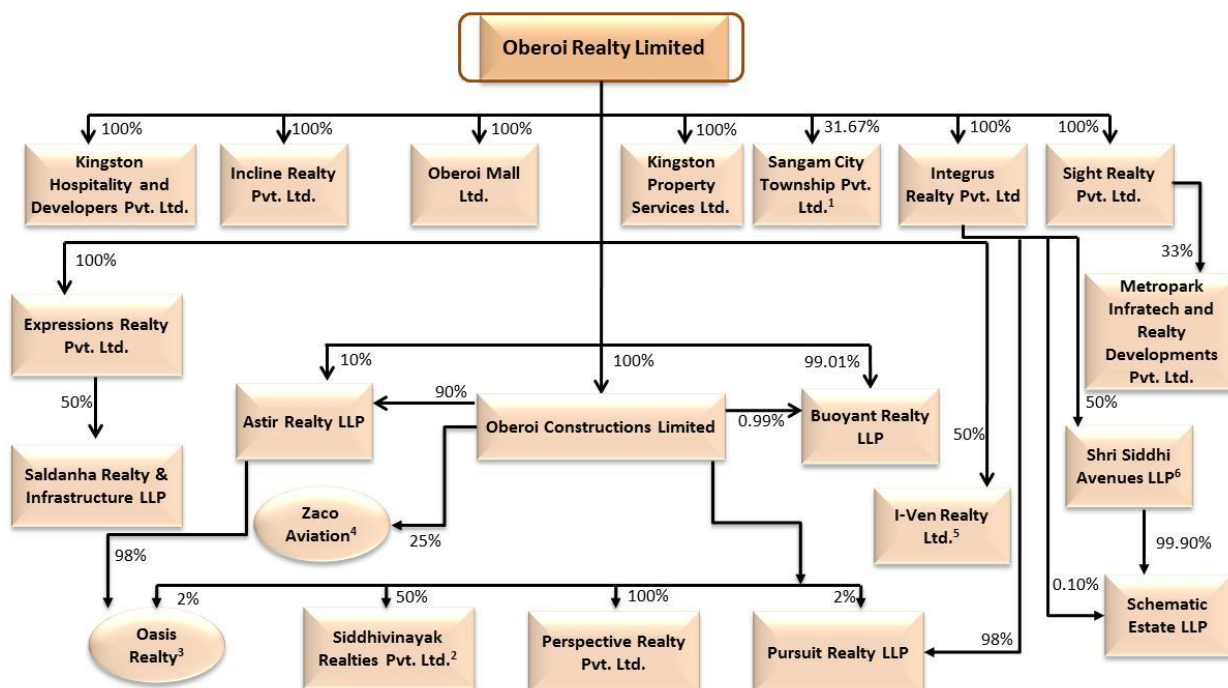 Oberoi Realty Limited
100%
100%
100%
100%
31.67%
100%
100%
Kingston
Hospitality and
Developers Pvt. Ltd.
Incline Realty
Pvt. Ltd.
Oberoi Mall
Ltd.
Kingston
Property
Services Ltd.
Sangam City
Township Pvt.
Ltd.¹
Integrus
Realty Pvt. Ltd
Sight Realty
Pvt. Ltd.
100%
33%
Expressions Realty
Pvt. Ltd.
Metropark
Infratech and
Realty
Developments
Pvt. Ltd.
10%
100%
99.01%
50%
90%
0.99%
50%
50%
Astir Realty LLP
Oberoi Constructions Limited
Buoyant Realty
LLP
Saldanha Realty &
Infrastructure LLP
Shri Siddhi
Avenues LLP⁶
Zaco
Aviation⁴
25%
I-Ven Realty
Ltd.⁵
98%
99.90%
2%
50%
100%
2%
0.10%
98%
Oasis
Realty³
Siddhivinayak
Realties Pvt. Ltd.²
Perspective Realty
Pvt. Ltd.
Pursuit Realty LLP
Schematic
Estate LLP